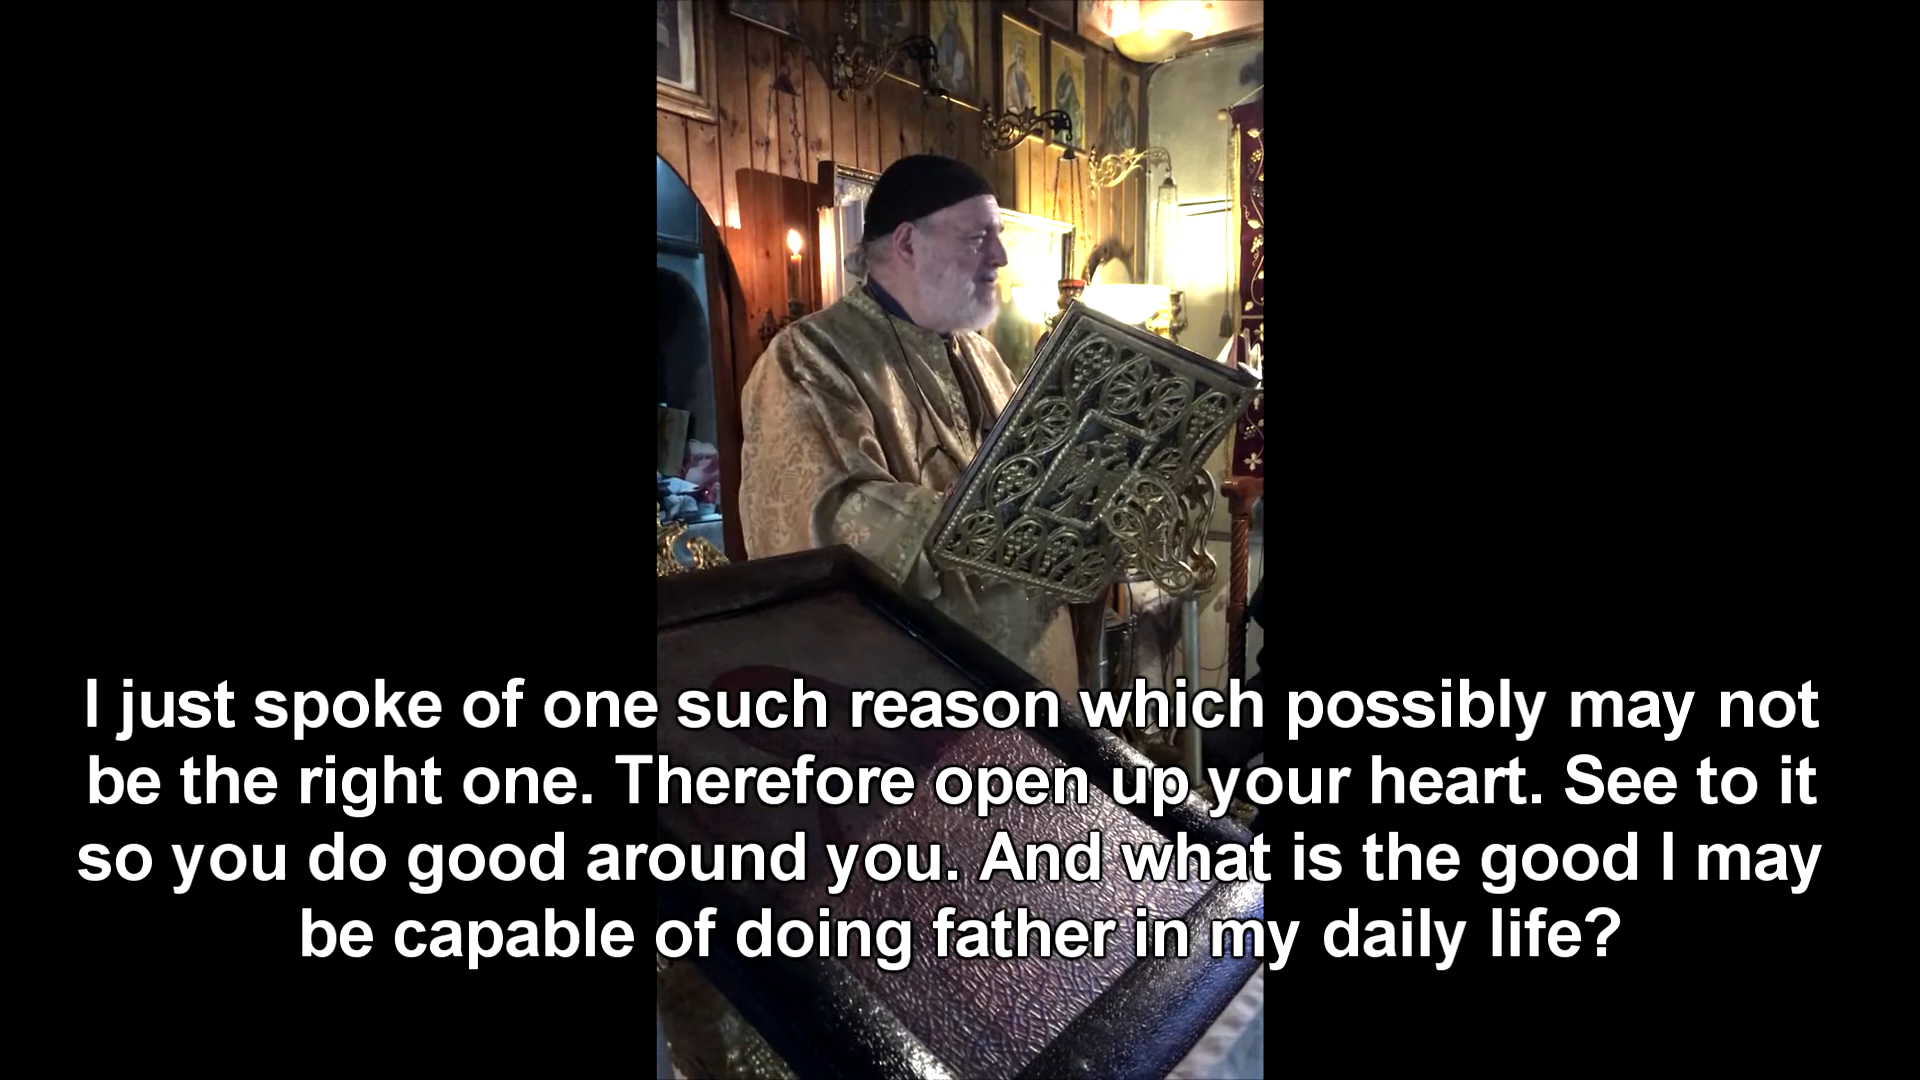 I just spoke of one such reason which possibly may not
be the right one. Therefore open up your heart. See to it
so you do good around you. And what is the good I may
be capable of doing father in my daily life?